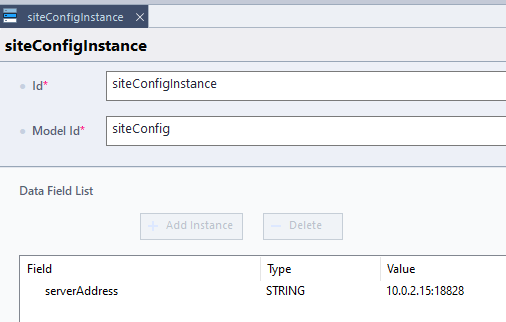 siteConfigInstance
siteConfigInstance
Id* siteConfigInstance
Model Id* siteConfig
Data Field List
Add Instance Delete
Field Type Value
serverAddress STRING 10.0.2.15:18828